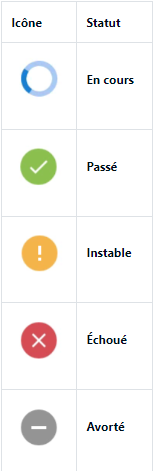 Icône Statut
En cours
Passé
Instable
Échoué
Avorté